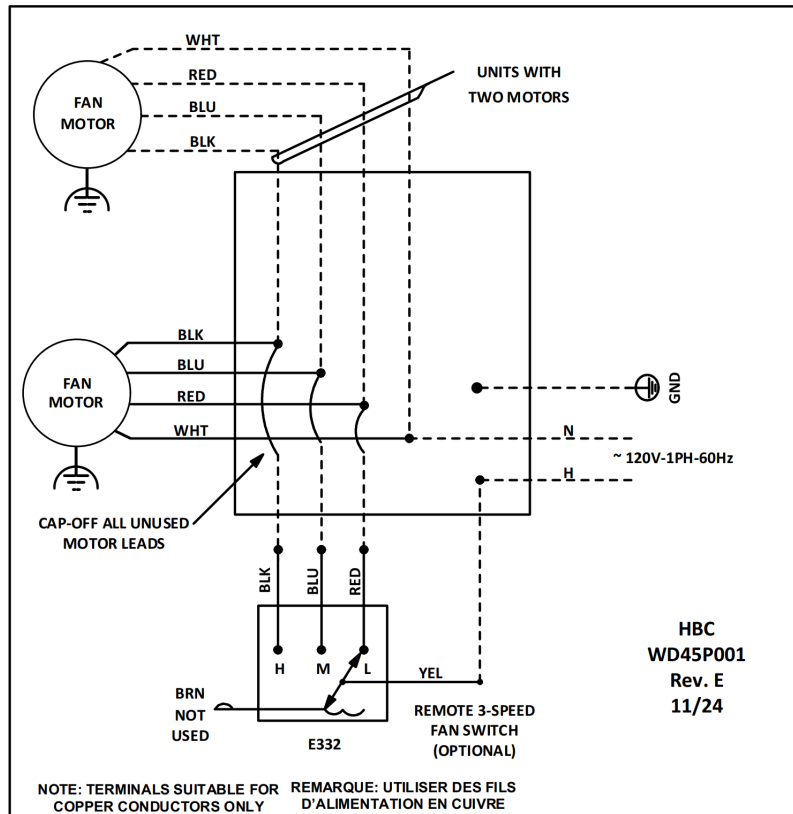 WHT
RED
BLU
BLK
FAN
MOTOR
UNITS WITH
TWO MOTORS
BLK
BLU
RED
WHT
FAN
MOTOR
GND
N
~ 120V-1PH-60Hz
H
CAP-OFF ALL UNUSED
MOTOR LEADS
BLK
BLU
RED
H M L
YEL
BRN
NOT
USED
E332
REMOTE 3-SPEED
FAN SWITCH
(OPTIONAL)
HBC
WD45P001
Rev. E
11/24
NOTE: TERMINALS SUITABLE FOR
COPPER CONDUCTORS ONLY
REMARQUE: UTILISER DES FILS
D'ALIMENTATION EN CUIVRE